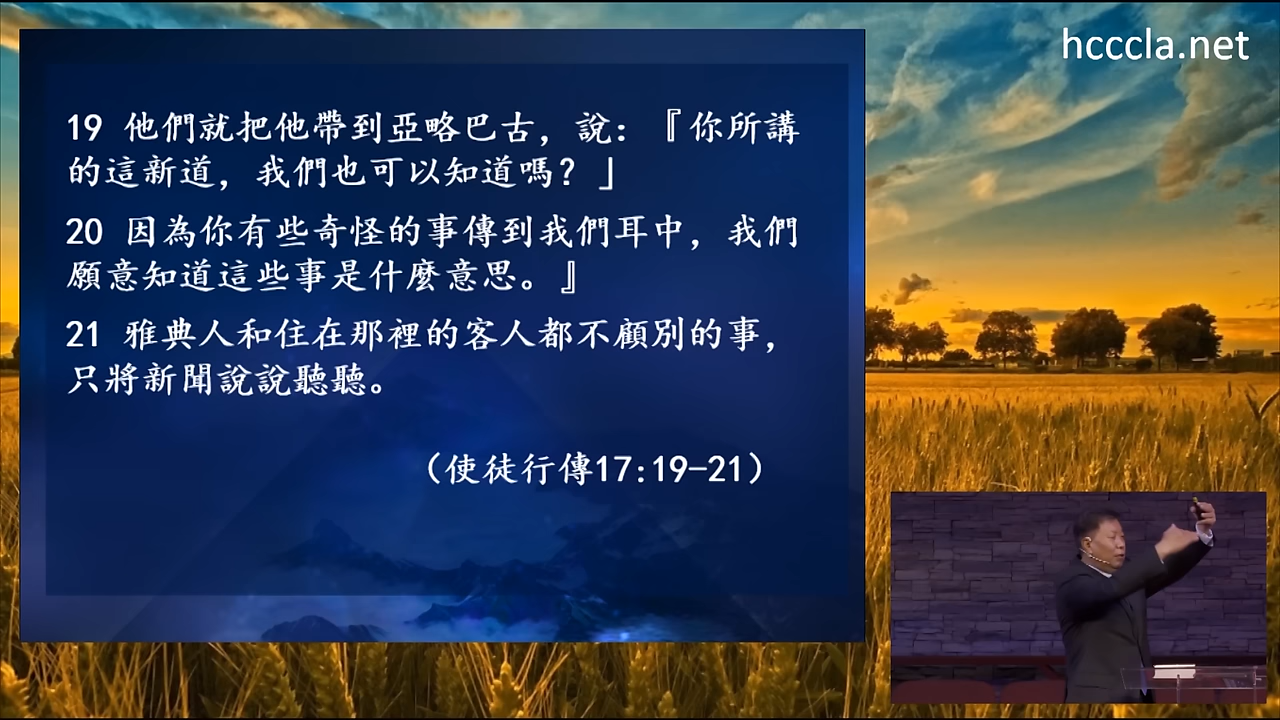 hcccla.net
19 他們就把他帶到亞略巴古，說：『你所講
的這新道，我們也可以知道嗎？」
20 因為你有些奇怪的事傳到我們耳中，我們
願意知道這些事是什麼意思。』
21 雅典人和住在那裡的客人都不顧別的事，
只將新聞說說聽聽。
（使徒行傳17:19-21）